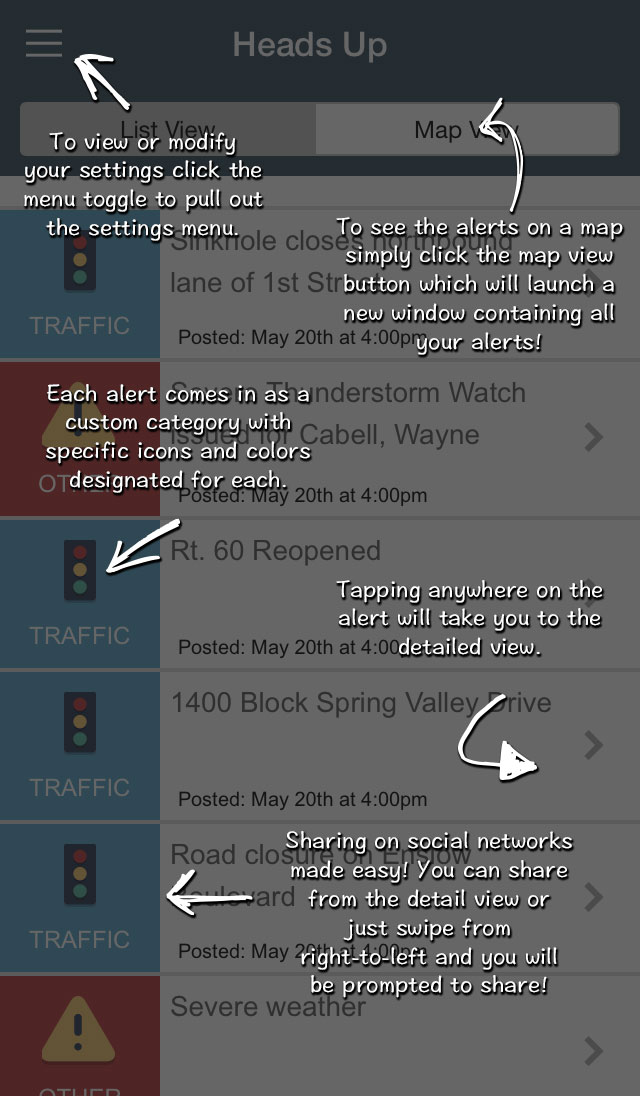 Heads Up
List View
Map View
To view or modify
your settings click the
menu toggle to pull out
the settings menu.
To see the alerts on a map
simply click the map view
button which will launch a
new window containing all
your alerts!
Sinkhole closes northbound
lane of 1st Street
TRAFFIC
Posted: May 20th at 4:00pm
Each alert comes in as a
custom category with
specific icons and colors
designated for each.
Severe Thunderstorm Watch
issued for Cabell, Wayne
OTHER
Posted: May 20th at 4:00pm
Rt. 60 Reopened
TRAFFIC
Posted: May 20th at 4:00pm
Tapping anywhere on the
alert will take you to the
detailed view.
1400 Block Spring Valley Drive
TRAFFIC
Posted: May 20th at 4:00pm
Road closure on Enslow
Boulevard
TRAFFIC
Posted: May 20th at 4:00pm
Sharing on social networks
made easy! You can share
from the detail view or
just swipe from
right-to-left and you will
be prompted to share!
Severe weather
OTHER